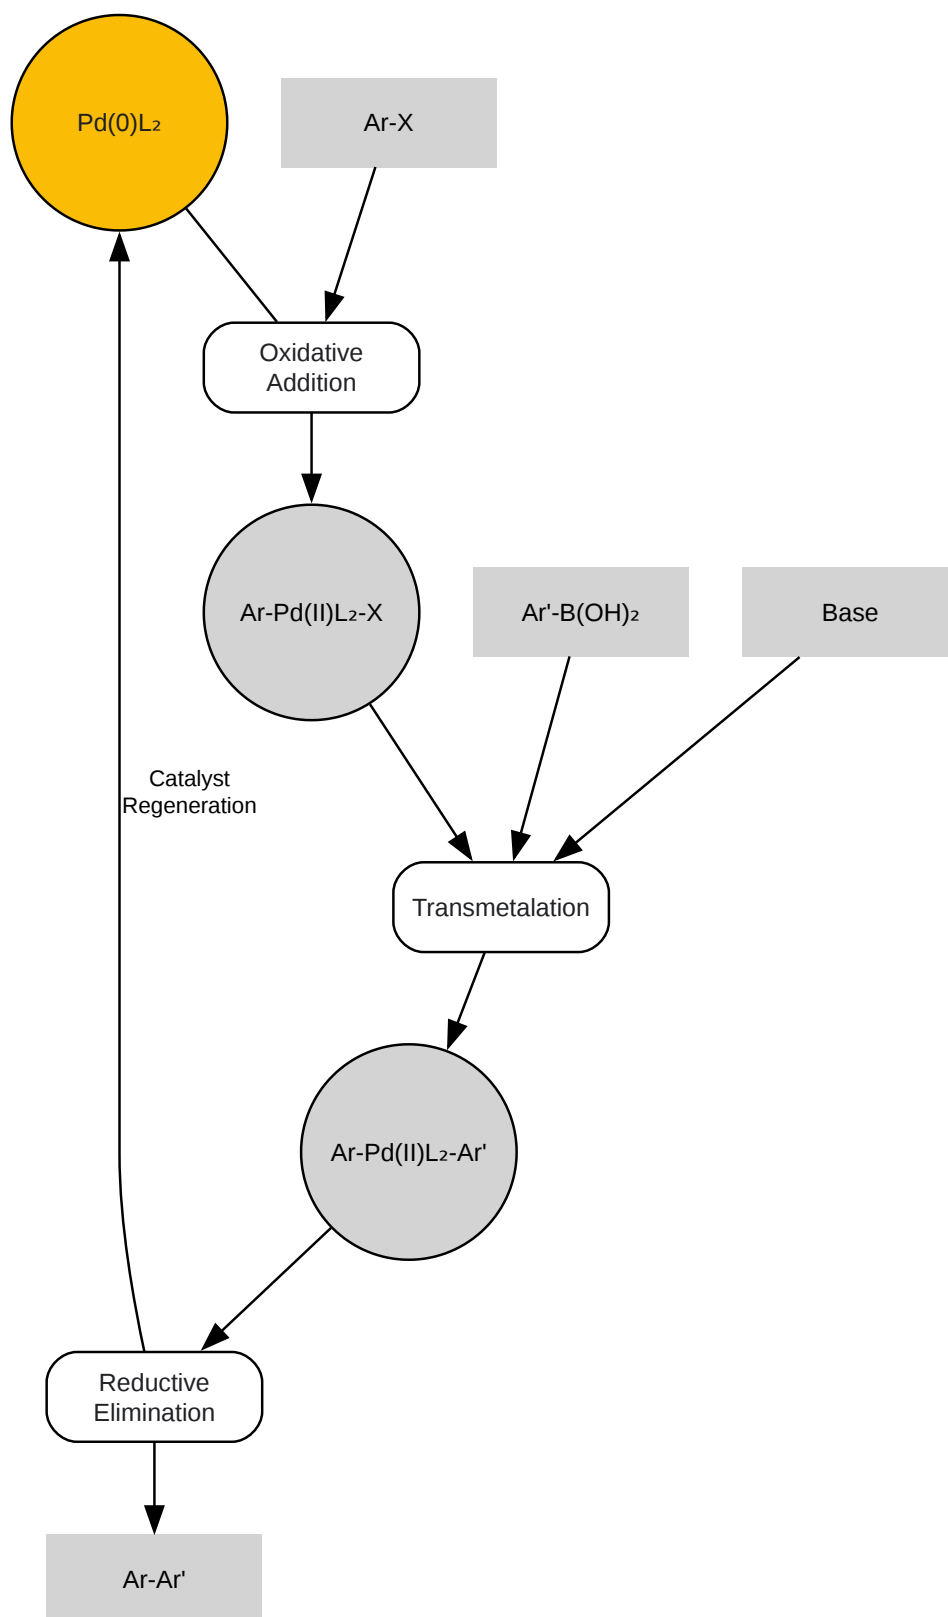 Pd(0)L₂
Ar-X
Oxidative
Addition
Ar-Pd(II)L₂-X
Ar'-B(OH)₂
Base
Catalyst
Regeneration
Transmetalation
Ar-Pd(II)L₂-Ar'
Reductive
Elimination
Ar-Ar'